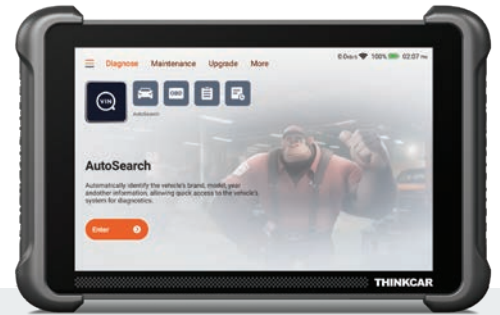 Diagnose Maintenance Upgrade More
100% 02:07 PM
VIN
OBD
AutoSearch
AutoSearch
Automatically identify the vehicle's brand, model, year
andother information, allowing quick access to the vehicle's
system for diagnostics.
Enter
THINKCAR